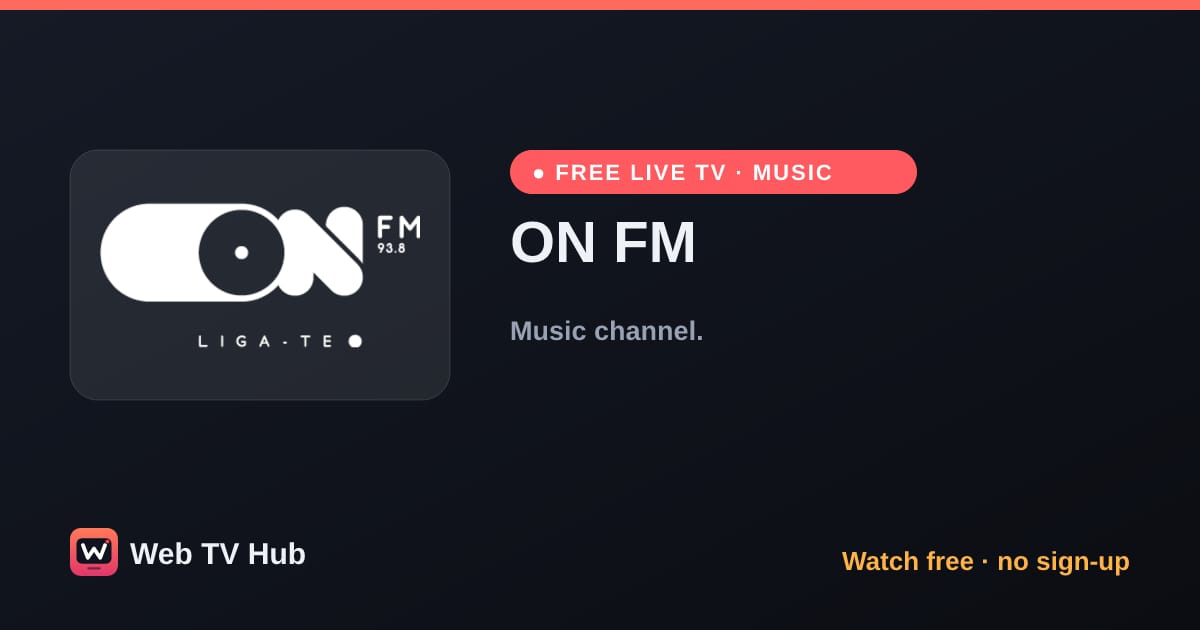 ON FM
93.8
LIGA-TE
FREE LIVE TV · MUSIC
ON FM
Music channel.
W Web TV Hub
Watch free · no sign-up